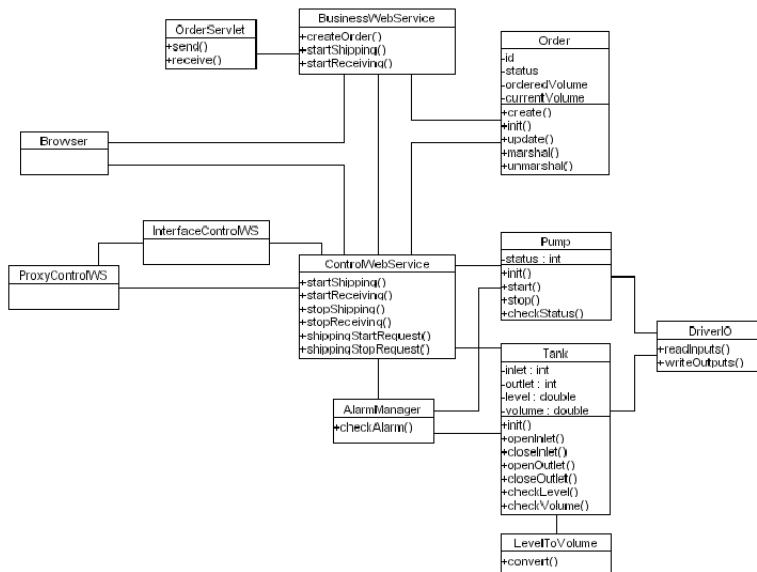 BusinessWebService
+createOrder()
+startShipping()
+startReceiving()
OrderServlet
+send()
+receive()
Order
-id
-status
-orderedVolume
-currentVolume
+create()
+init()
+update()
+marshal()
+unmarshal()
Browser
InterfaceControlWS
ProxyControlWS
ControlWebService
+startShipping()
+startReceiving()
+stopShipping()
+stopReceiving()
+shippingStartRequest()
+shippingStopRequest()
Pump
-status : int
+init()
+start()
+stop()
+checkStatus()
DriverIO
+readInputs()
+writeOutputs()
Tank
-inlet : int
-outlet : int
-level : double
-volume : double
+init()
+openInlet()
+closeInlet()
+openOutlet()
+closeOutlet()
+checkLevel()
+checkVolume()
AlarmManager
+checkAlarm()
LevelToVolume
+convert()